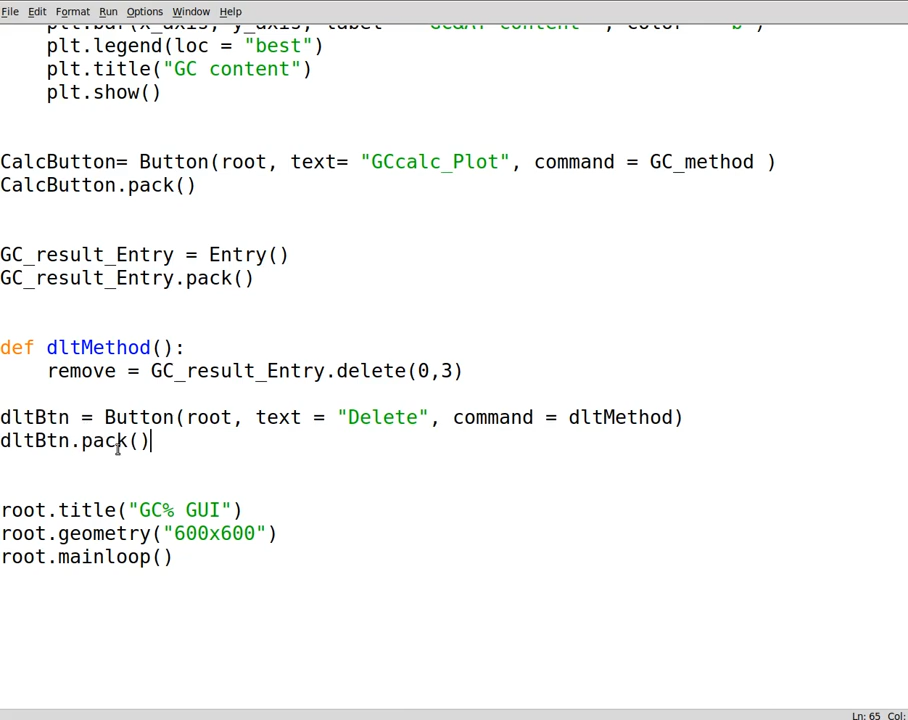 File Edit Format Run Options Window Help
plt.legend(loc = "best")
plt.title("GC content")
plt.show()
CalcButton= Button(root, text= "GCcalc_Plot", command = GC_method )
CalcButton.pack()
GC_result_Entry = Entry()
GC_result_Entry.pack()
def dltMethod():
remove = GC_result_Entry.delete(0,3)
dltBtn = Button(root, text = "Delete", command = dltMethod)
dltBtn.pack()
root.title("GC% GUI")
root.geometry("600x600")
root.mainloop()
Ln: 65 Col: